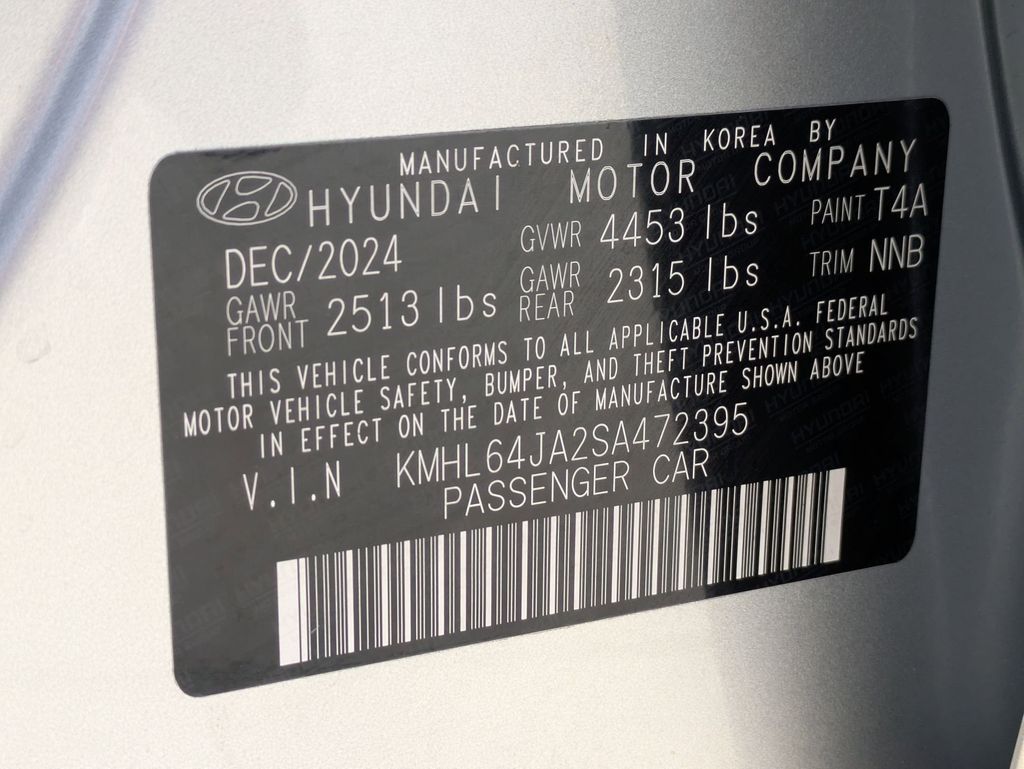 MANUFACTURED IN KOREA BY
HYUNDAI MOTOR COMPANY
DEC/2024 GVWR 4453 lbs PAINT T4A
GAWR FRONT 2513 lbs GAWR REAR 2315 lbs TRIM NNB
THIS VEHICLE CONFORMS TO ALL APPLICABLE U.S.A. FEDERAL
MOTOR VEHICLE SAFETY, BUMPER, AND THEFT PREVENTION STANDARDS
IN EFFECT ON THE DATE OF MANUFACTURE SHOWN ABOVE
V.I.N KMHL64JA2SA472395
PASSENGER CAR